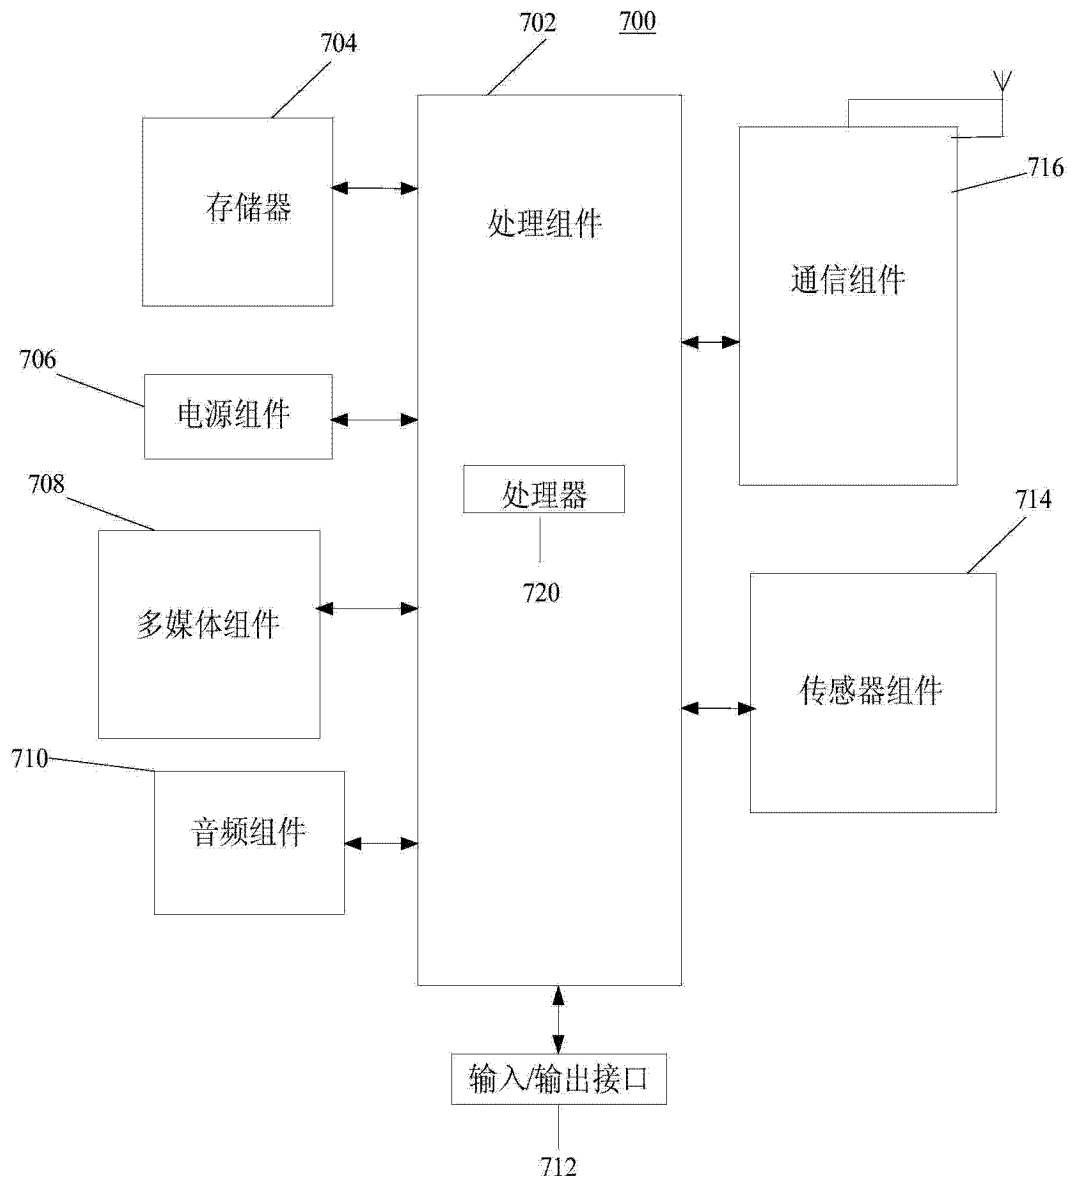 702
700
704
716
存储器
处理组件
通信组件
706
电源组件
708
处理器
714
720
多媒体组件
传感器组件
710
音频组件
输入/输出接口
712